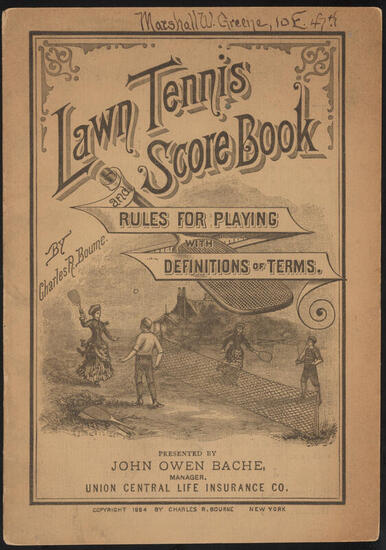 Marshall W. Greene, 10 E. 47th
Lawn Tennis
Score Book
and
RULES FOR PLAYING
WITH
DEFINITIONS OF TERMS.
BY
Charles R. Bourne.
PRESENTED BY
JOHN OWEN BACHE,
MANAGER,
UNION CENTRAL LIFE INSURANCE CO.
COPYRIGHT 1884 BY CHARLES R. BOURNE NEW YORK